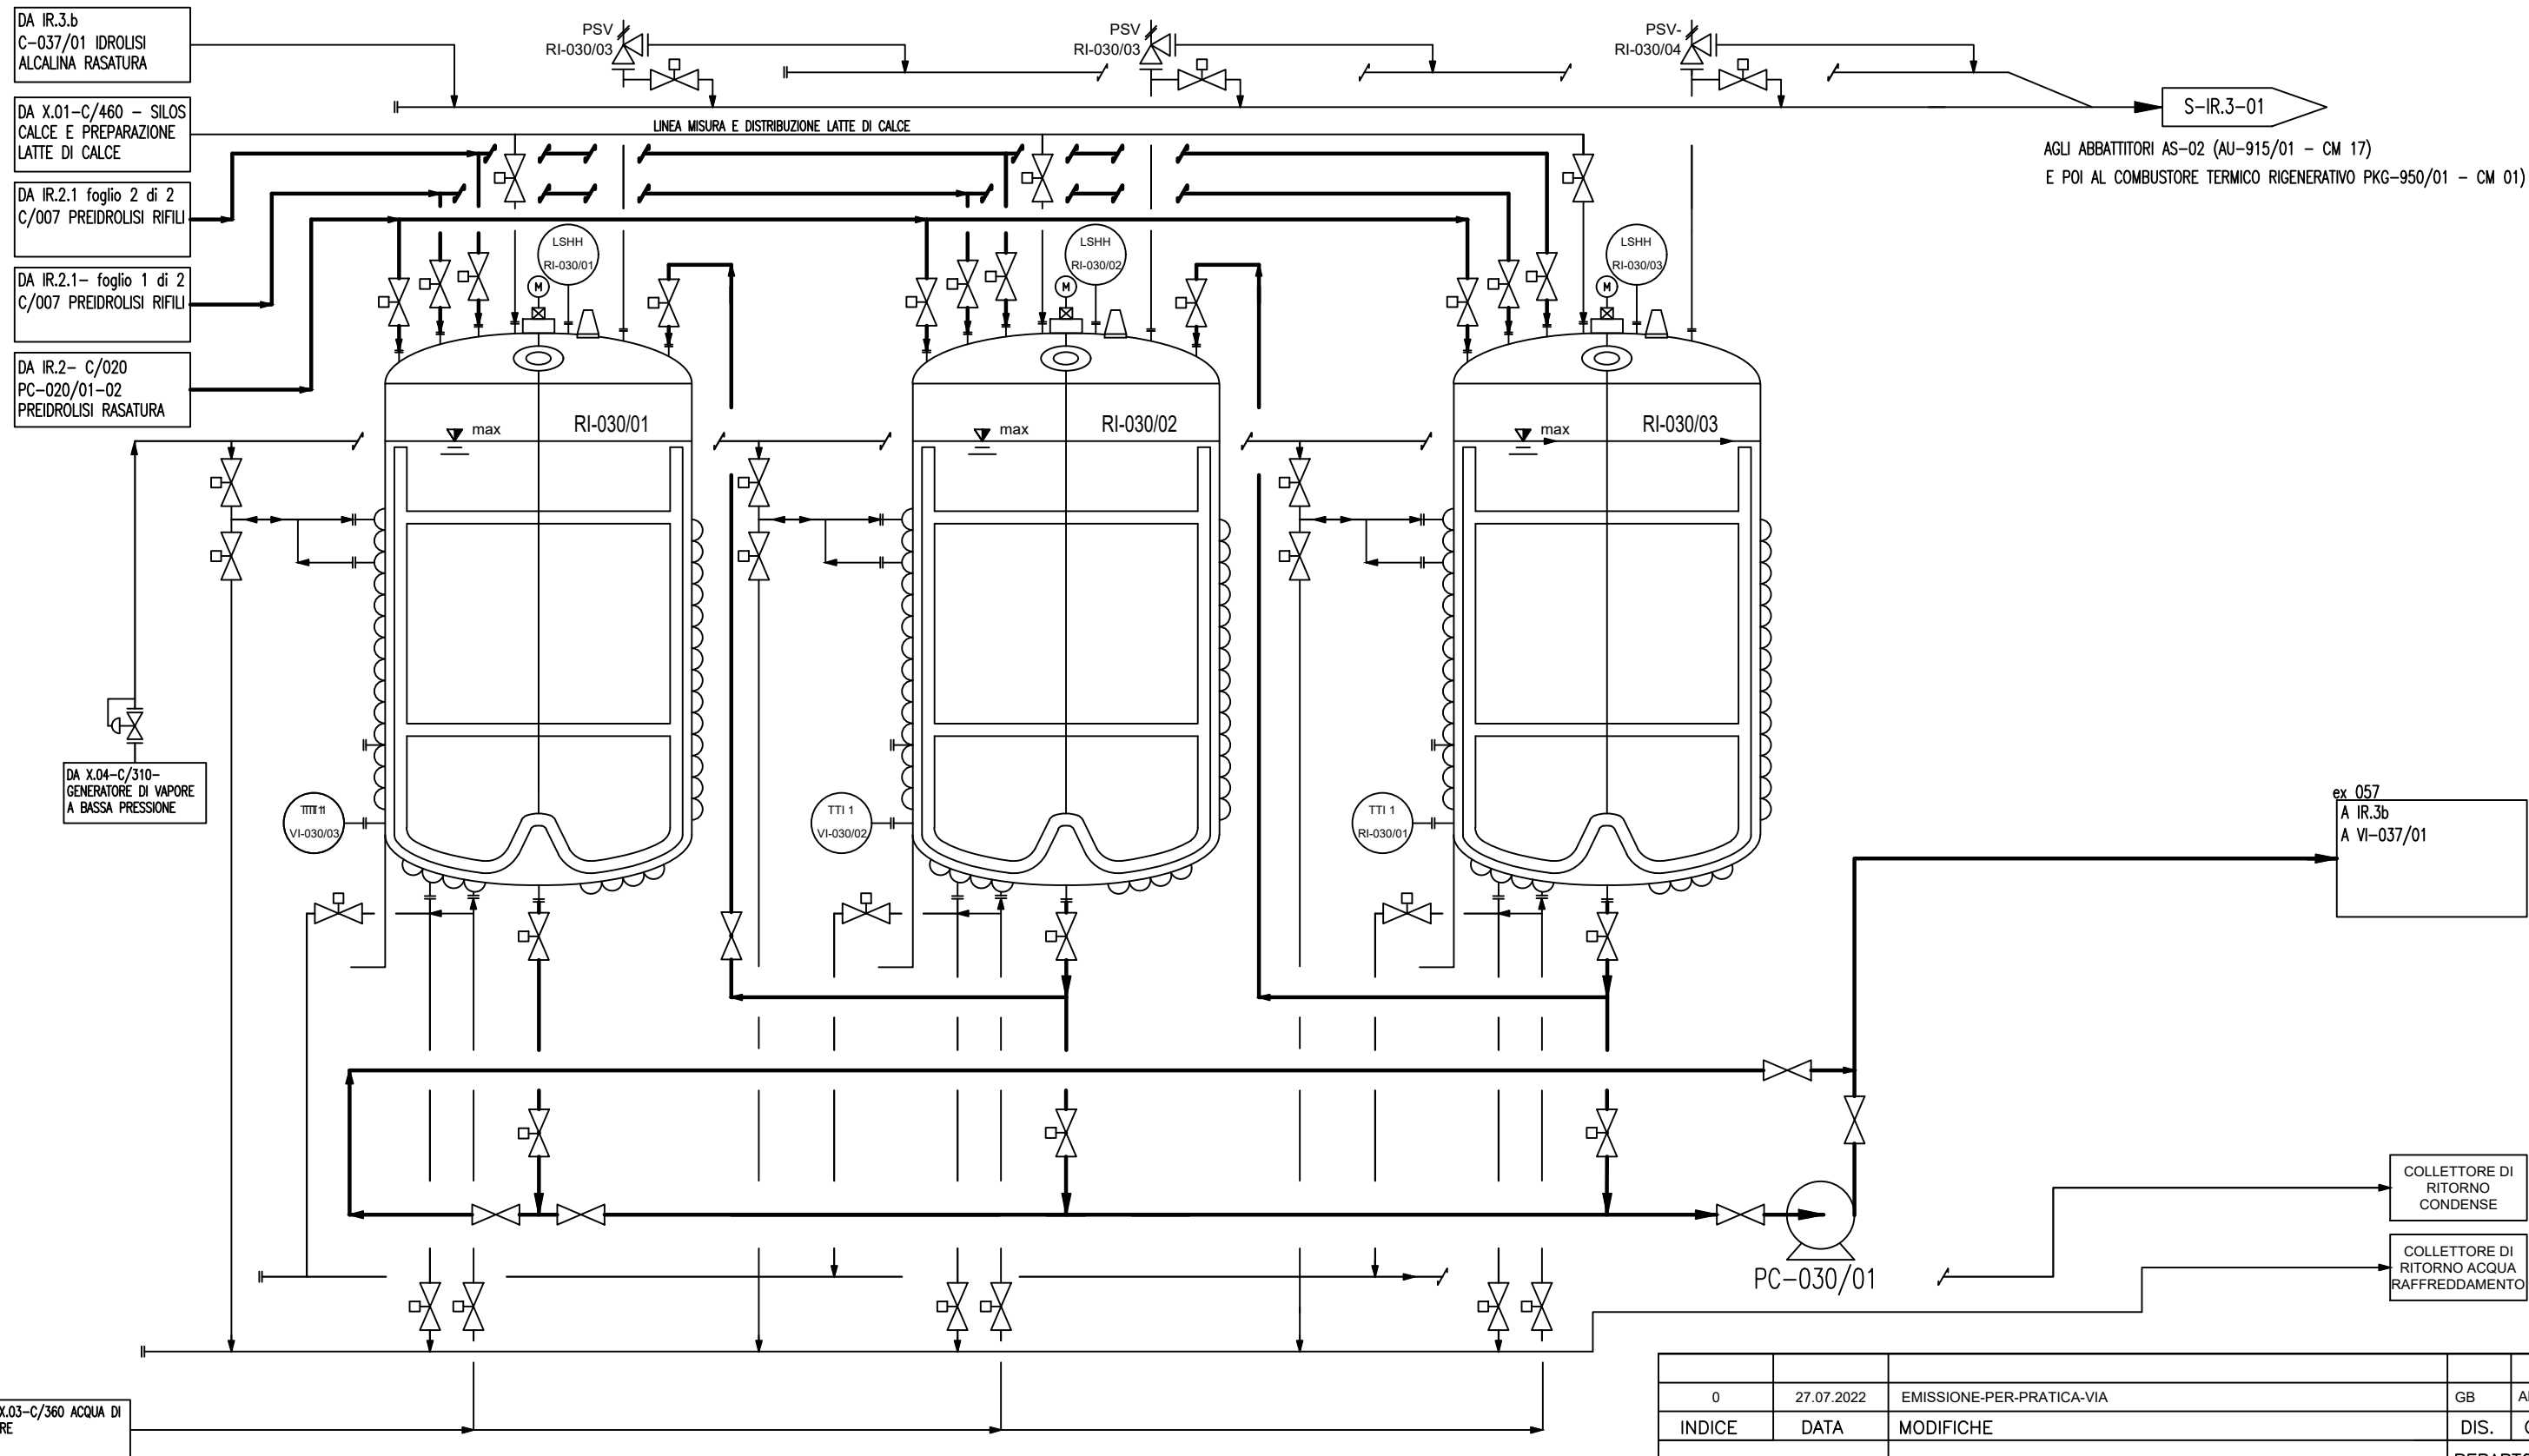 DA IR.3.b
C-037/01 IDROLISI
ALCALINA RASATURA
DA X.01-C/460 - SILOS
CALCE E PREPARAZIONE
LATTE DI CALCE
DA IR.2.1 foglio 2 di 2
C/007 PREIDROLISI RIFILI
DA IR.2.1- foglio 1 di 2
C/007 PREIDROLISI RIFILI
DA IR.2- C/020
PC-020/01-02
PREIDROLISI RASATURA
PSV
RI-030/03
PSV
RI-030/03
PSV-
RI-030/04
S-IR.3-01
AGLI ABBATTITORI AS-02 (AU-915/01 - CM 17)
E POI AL COMBUSTORE TERMICO RIGENERATIVO PKG-950/01 - CM 01)
LINEA MISURA E DISTRIBUZIONE LATTE DI CALCE
LSHH
RI-030/01
LSHH
RI-030/02
LSHH
RI-030/03
M
M
M
max
RI-030/01
max
RI-030/02
max
RI-030/03
DA X.04-C/310-
GENERATORE DI VAPORE
A BASSA PRESSIONE
VI-030/03
TTI 1
VI-030/02
TTI 1
RI-030/01
ex 057
A IR.3b
A VI-037/01
COLLETTORE DI
RITORNO
CONDENSE
COLLETTORE DI
RITORNO ACQUA
RAFFREDDAMENTO
PC-030/01
X.03-C/360 ACQUA DI
RE
0 27.07.2022 EMISSIONE-PER-PRATICA-VIA GB
INDICE DATA MODIFICHE DIS.